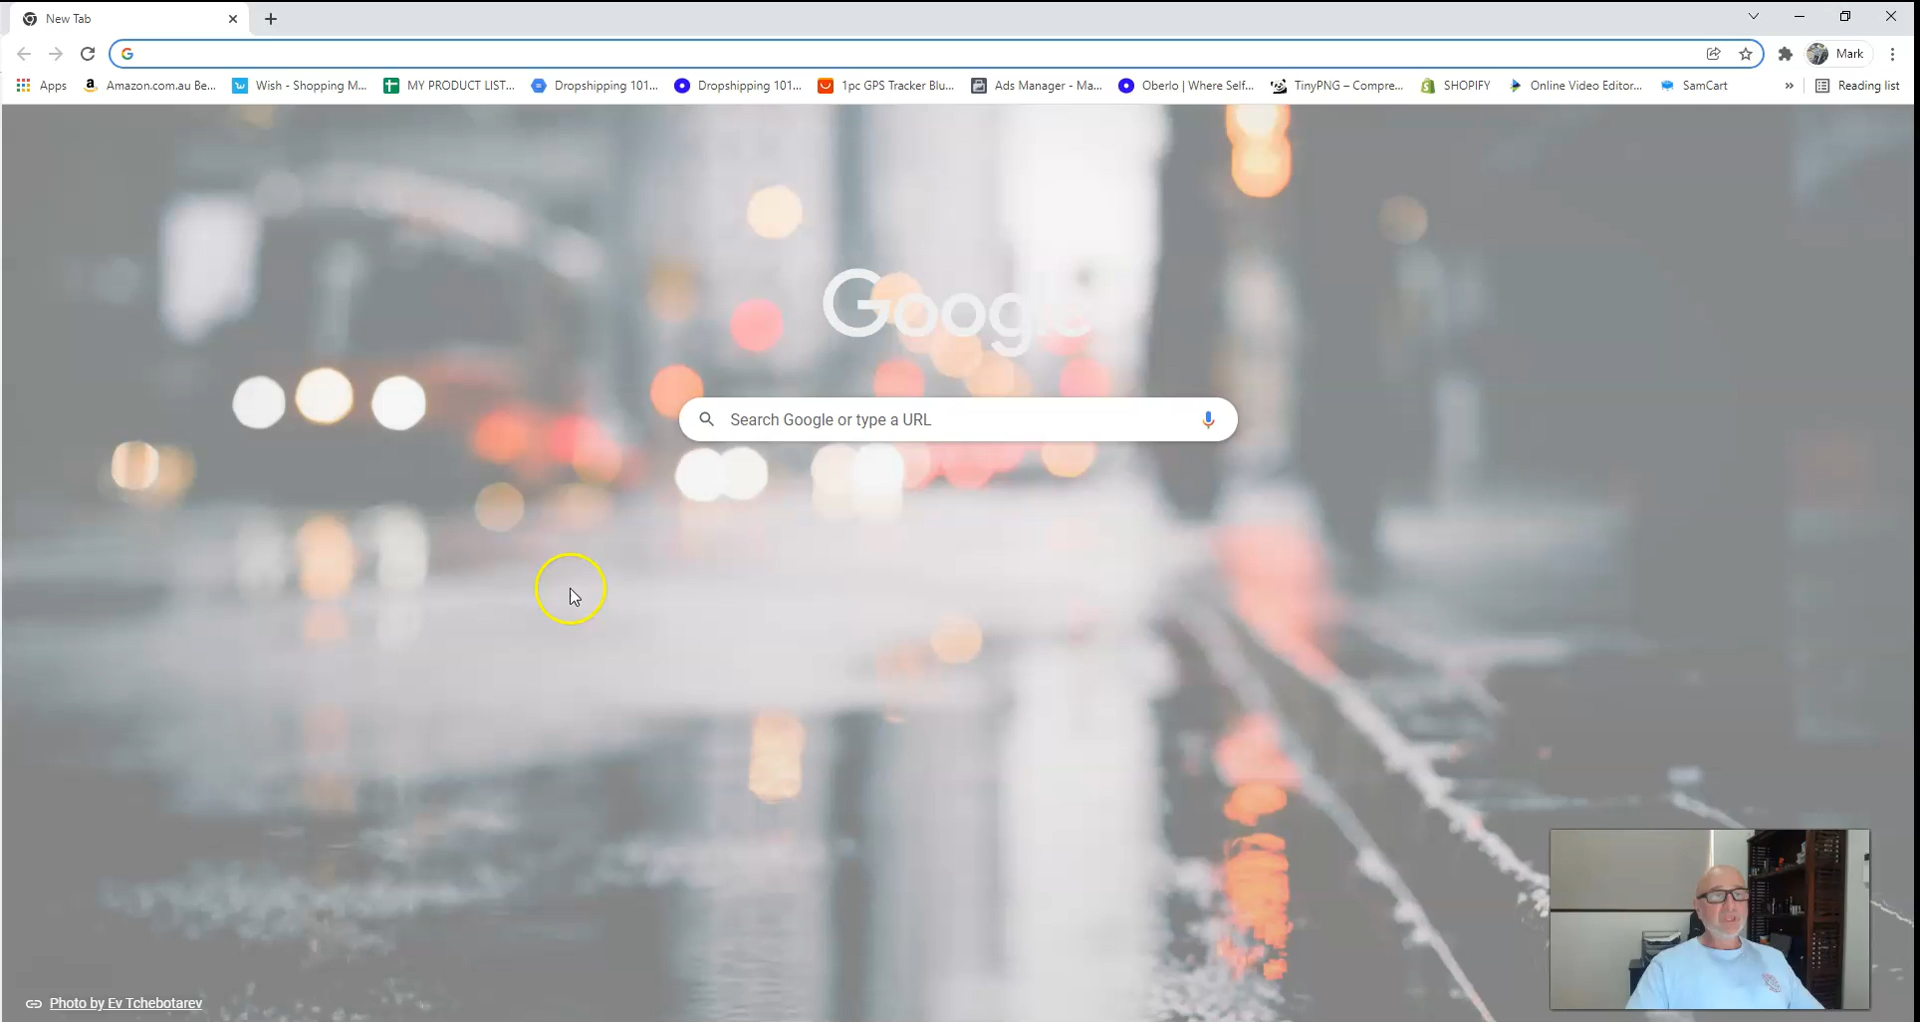 New Tab
Mark
Apps Amazon.com.au Be... Wish - Shopping M... MY PRODUCT LIST... Dropshipping 101... Dropshipping 101... 1pc GPS Tracker Blu... Ads Manager - Ma... Oberlo | Where Self... TinyPNG – Compre... SHOPIFY Online Video Editor... SamCart » Reading list
Google
Search Google or type a URL
Photo by Ev Tchebotarev